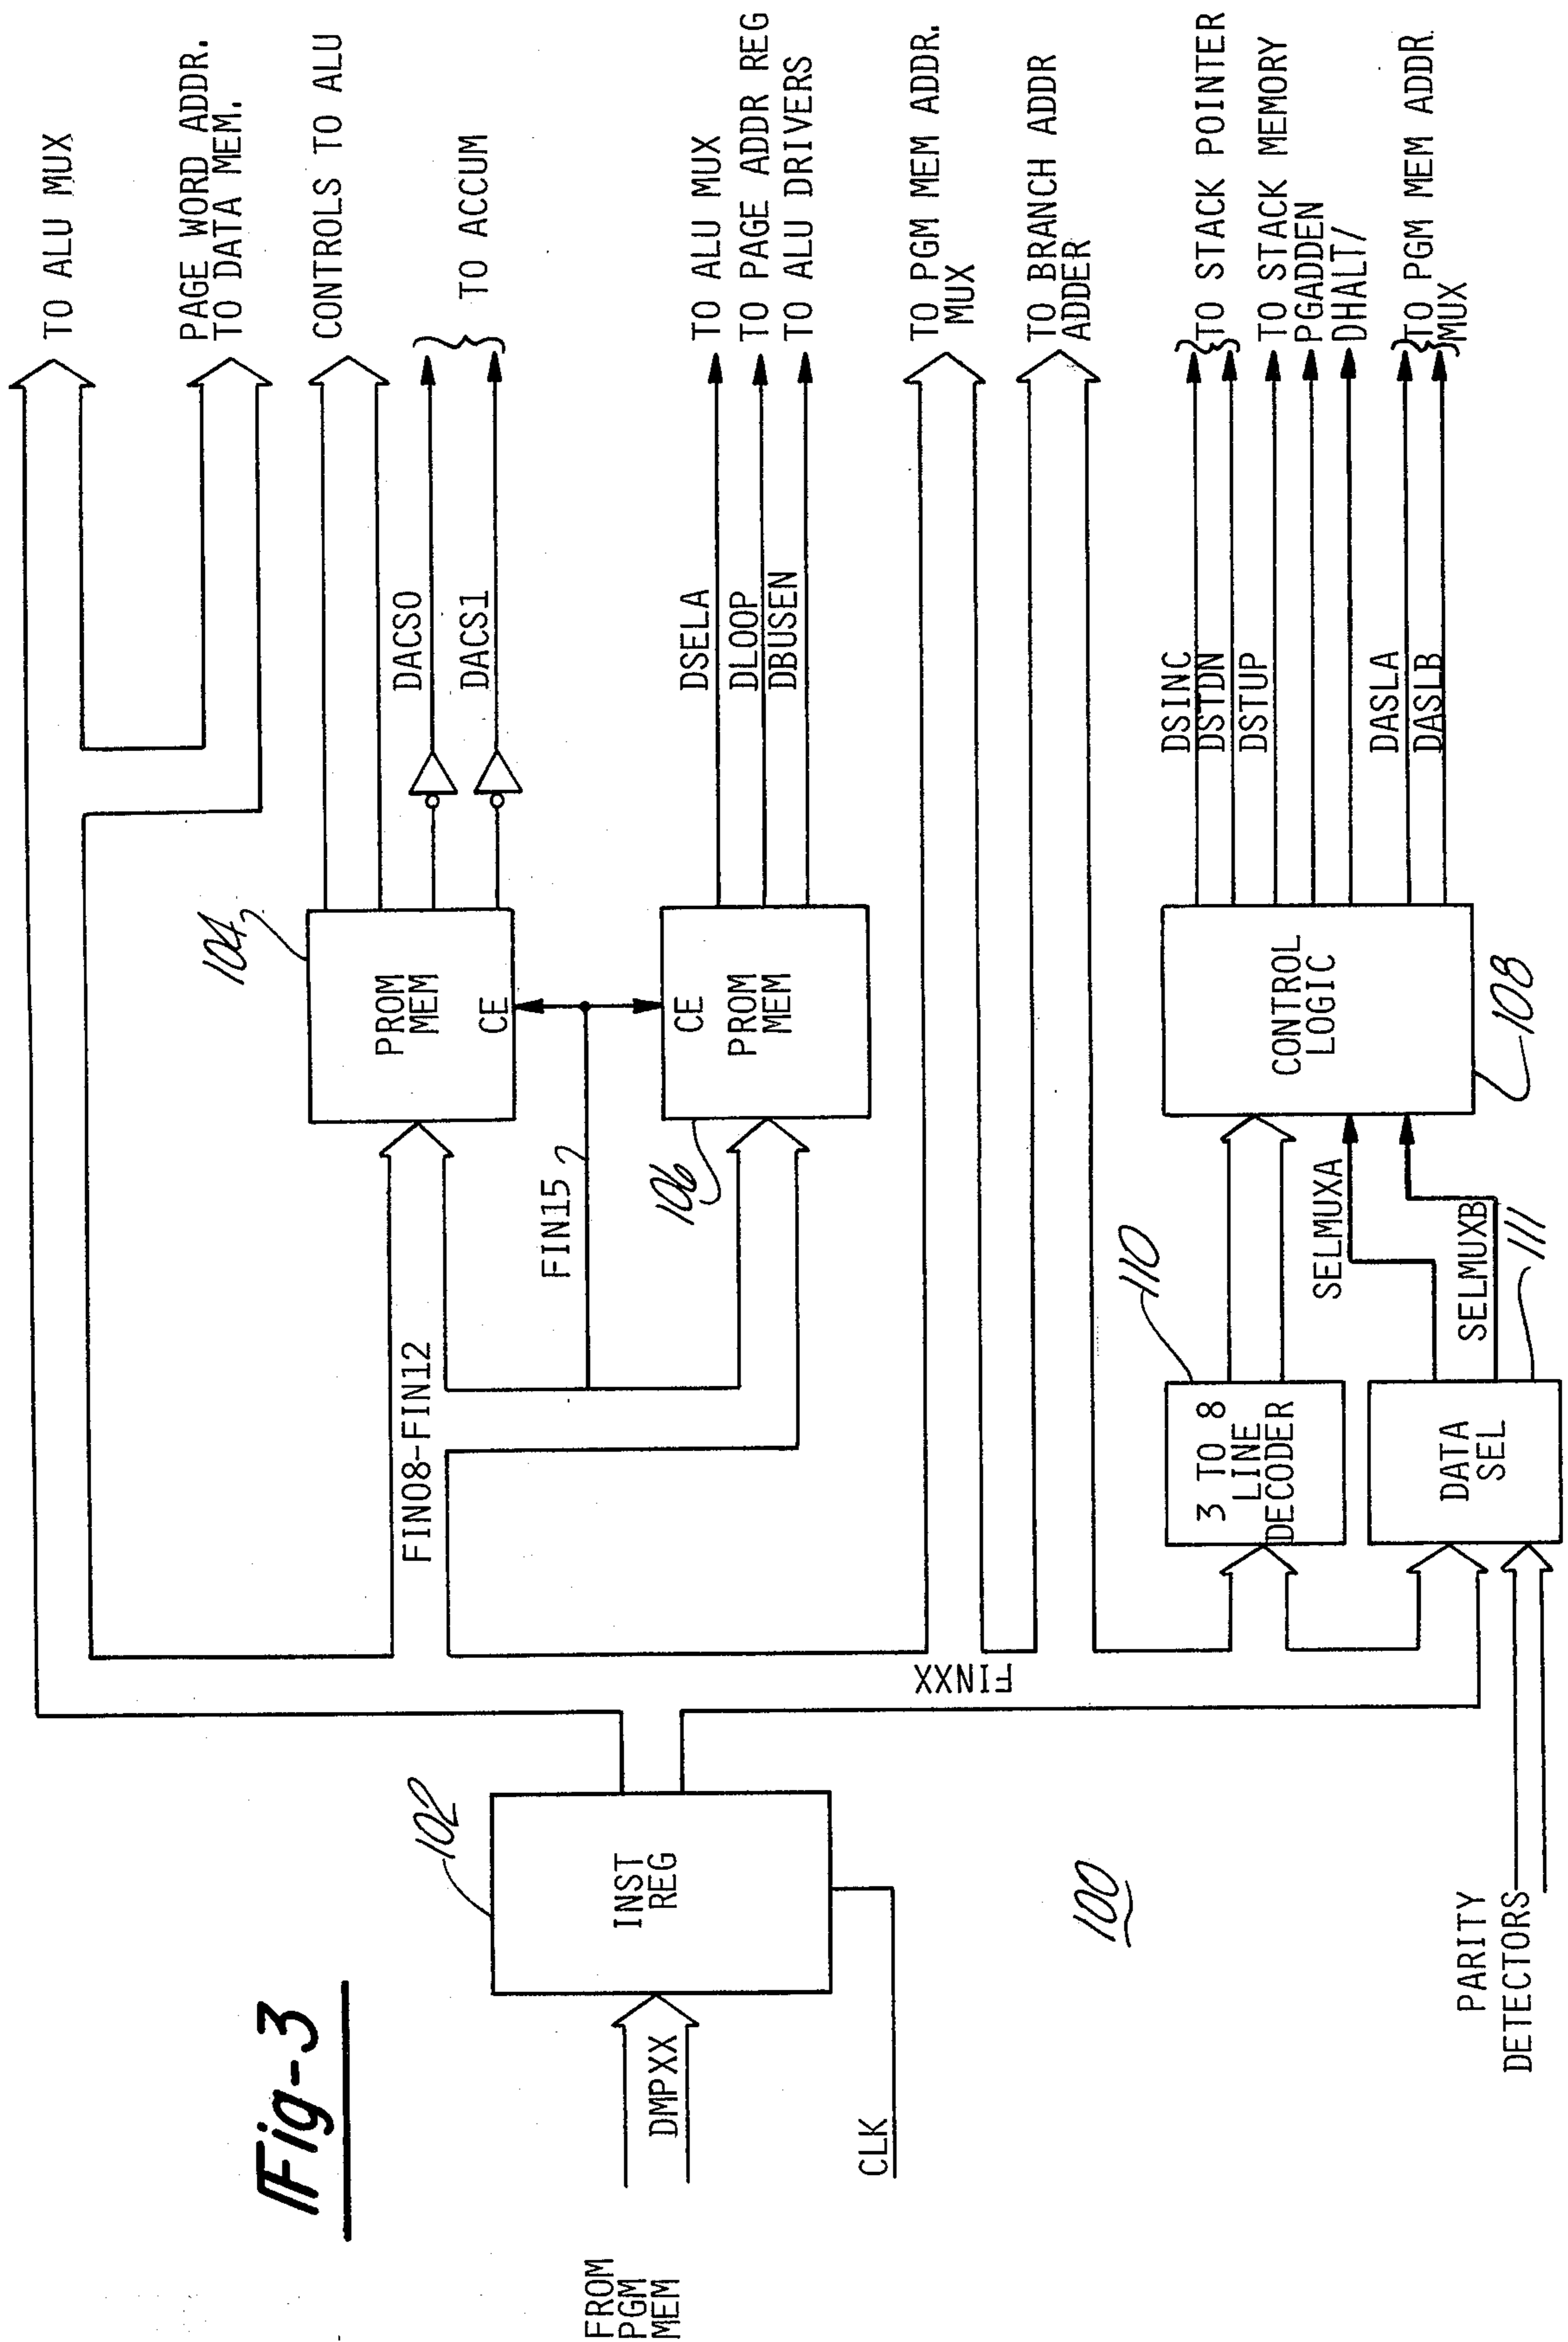 Fig-3
100
FROM
PGM
MEM
DMPXX
CLK
INST
REG
102
FINXX
FIN08-FIN12
FIN15
PROM
MEM
CE
104
CE
PROM
MEM
106
3 TO 8
LINE
DECODER
110
DATA
SEL
111
PARITY
DETECTORS
SELMUXA
SELMUXB
CONTROL
LOGIC
108
DACS0
DACS1
DSELA
DLOOP
DBUSEN
DSINC
DSTDN
DSTUP
DASLA
DASLB
TO ALU MUX
PAGE WORD ADDR.
TO DATA MEM.
CONTROLS TO ALU
TO ACCUM
TO ALU MUX
TO PAGE ADDR REG
TO ALU DRIVERS
TO PGM MEM ADDR.
MUX
TO BRANCH ADDR
ADDER
TO STACK POINTER
TO STACK MEMORY
PGADDEN
DHALT/
TO PGM MEM ADDR.
MUX